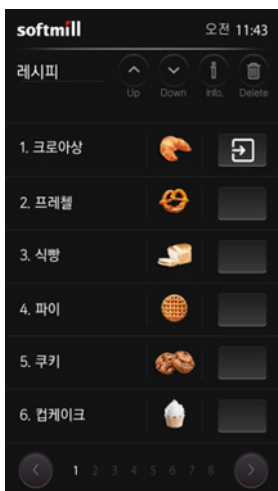 softmill 오전 11:43
레시피
Up Down Info. Delete
1. 크로아상
2. 프레첼
3. 식빵
4. 파이
5. 쿠키
6. 컵케이크
1 2 3 4 5 6 7 8